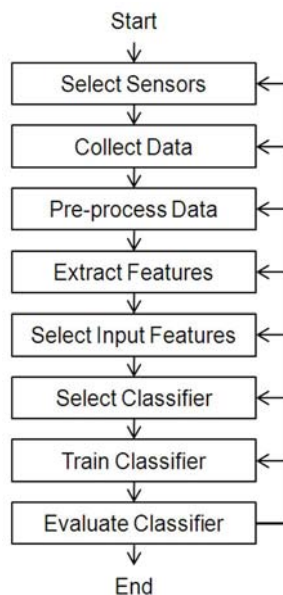 Start
Select Sensors
Collect Data
Pre-process Data
Extract Features
Select Input Features
Select Classifier
Train Classifier
Evaluate Classifier
End